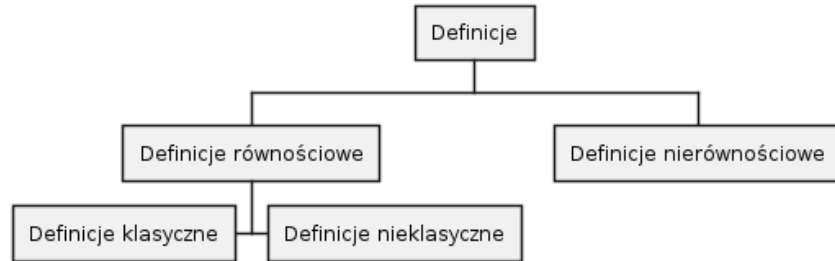 Definicje
Definicje równościowe
Definicje nierównościowe
Definicje klasyczne
Definicje nieklasyczne